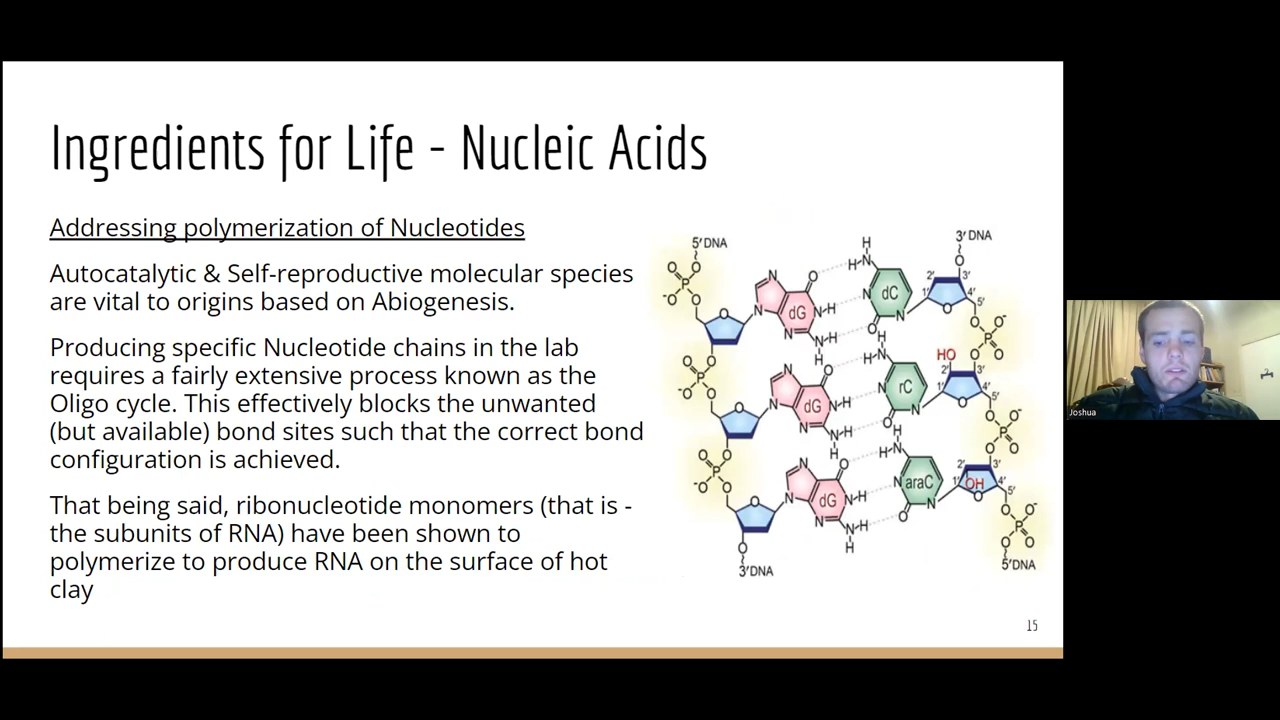 Ingredients for Life - Nucleic Acids
Addressing polymerization of Nucleotides
Autocatalytic & Self-reproductive molecular species
are vital to origins based on Abiogenesis.
Producing specific Nucleotide chains in the lab
requires a fairly extensive process known as the
Oligo cycle. This effectively blocks the unwanted
(but available) bond sites such that the correct bond
configuration is achieved.
That being said, ribonucleotide monomers (that is -
the subunits of RNA) have been shown to
polymerize to produce RNA on the surface of hot
clay
5' DNA
3' DNA
dG
dC
dG
rC
HO
dG
araC
OH
3'DNA
5'DNA
15
Joshua